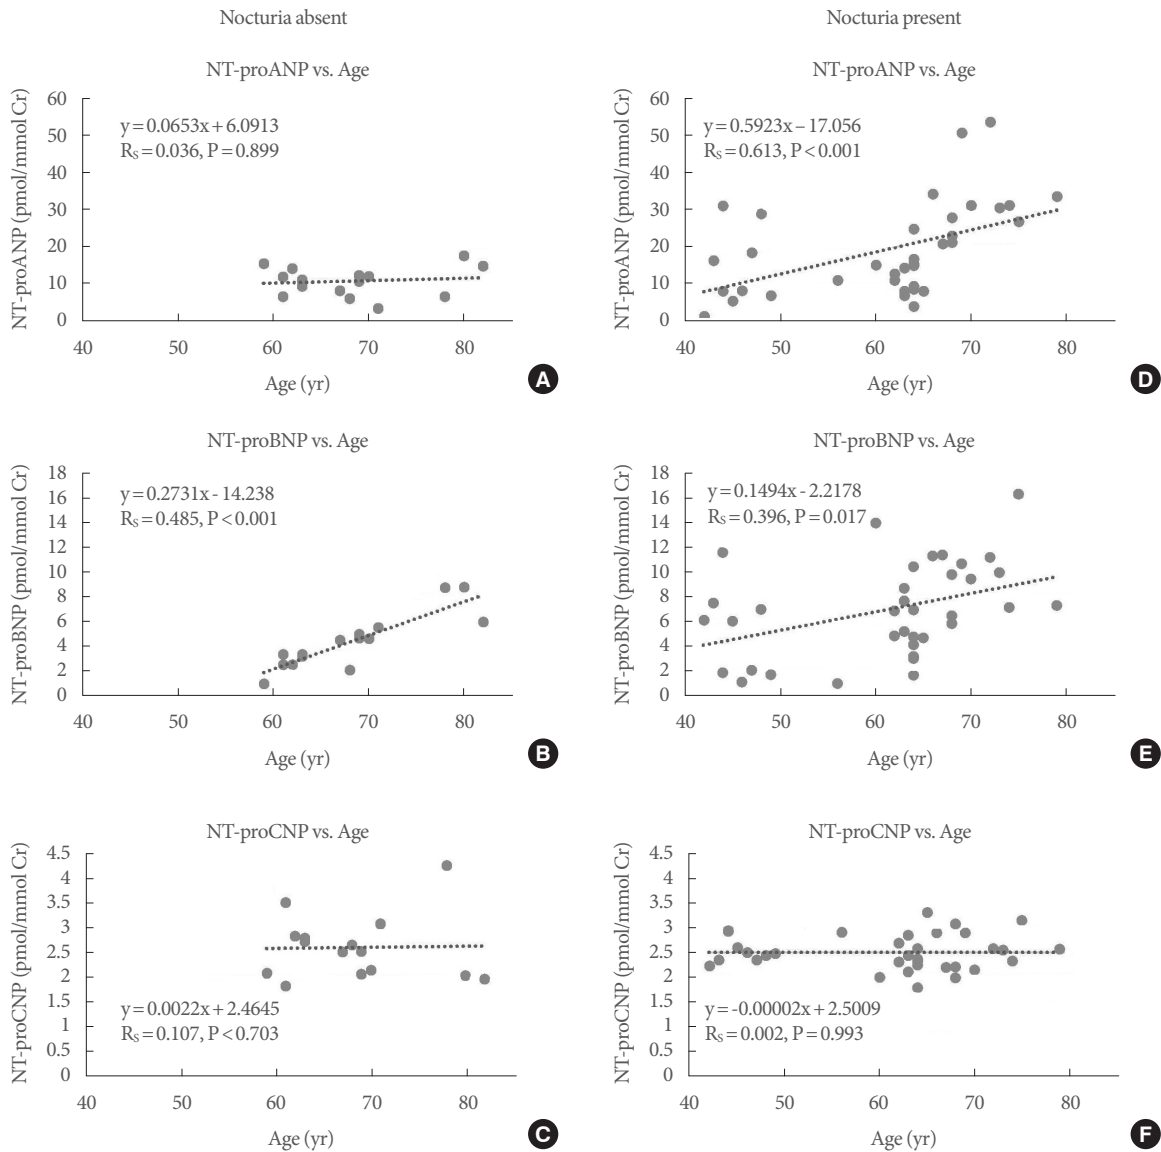 Nocturia absent
Nocturia present
NT-proANP vs. Age
NT-proANP (pmol/mmol Cr)
60
50
40
30
20
10
0
y=0.0653x+6.0913
RS=0.036, P=0.899
40 50 60 70 80
Age (yr)
A
NT-proANP vs. Age
NT-proANP (pmol/mmol Cr)
60
50
40
30
20
10
0
y=0.5923x−17.056
RS=0.613, P<0.001
40 50 60 70 80
Age (yr)
D
NT-proBNP vs. Age
NT-proBNP (pmol/mmol Cr)
18
16
14
12
10
8
6
4
2
0
y=0.2731x- 14.238
RS=0.485, P<0.001
40 50 60 70 80
Age (yr)
B
NT-proBNP vs. Age
NT-proBNP (pmol/mmol Cr)
18
16
14
12
10
8
6
4
2
0
y=0.1494x- 2.2178
RS=0.396, P=0.017
40 50 60 70 80
Age (yr)
E
NT-proCNP vs. Age
NT-proCNP (pmol/mmol Cr)
4.5
4
3.5
3
2.5
2
1.5
1
0.5
0
y=0.0022x+2.4645
RS=0.107, P<0.703
40 50 60 70 80
Age (yr)
C
NT-proCNP vs. Age
NT-proCNP (pmol/mmol Cr)
4.5
4
3.5
3
2.5
2
1.5
1
0.5
0
y=-0.00002x+2.5009
RS=0.002, P=0.993
40 50 60 70 80
Age (yr)
F